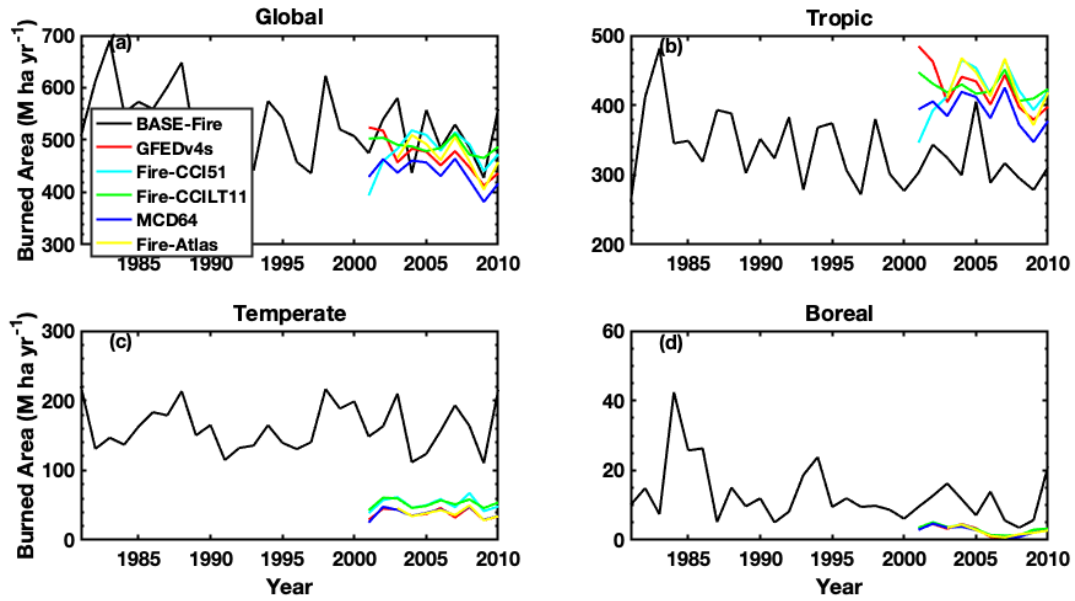 Global
Tropic
Burned Area (M ha yr⁻¹)
700
600
500
400
300
(a)
BASE-Fire
GFEDv4s
Fire-CCI51
Fire-CCILT11
MCD64
Fire-Atlas
1985 1990 1995 2000 2005 2010
500
400
300
200
(b)
1985 1990 1995 2000 2005 2010
Temperate
Boreal
Burned Area (M ha yr⁻¹)
300
200
100
0
(c)
1985 1990 1995 2000 2005 2010
Year
60
40
20
0
(d)
1985 1990 1995 2000 2005 2010
Year